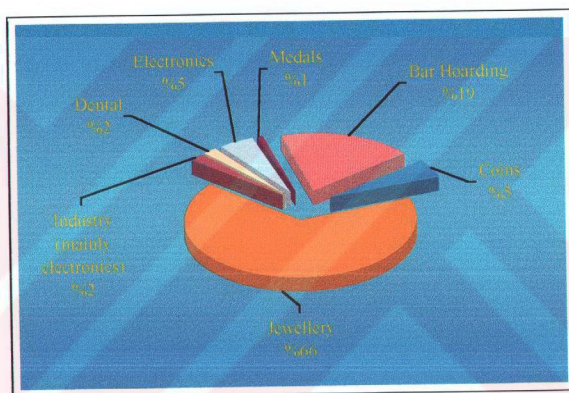 Electronics
%5
Medals
%1
Bar Hoarding
%19
Dental
%2
Coins
%5
Industry
(mainly
electronics)
%2
Jewellery
%66